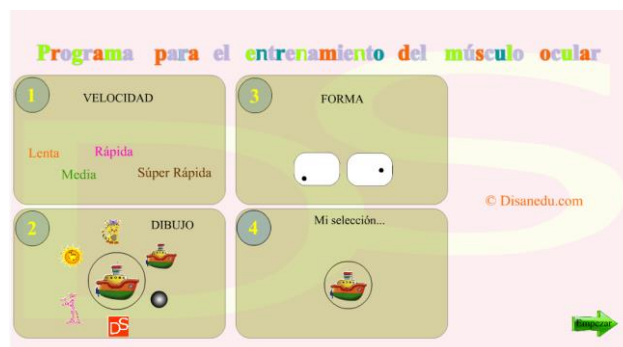 Programa para el entrenamiento del músculo ocular
1
VELOCIDAD
Lenta
Rápida
Media
Súper Rápida
3
FORMA
© Disanedu.com
2
DIBUJO
DS
4
Mi selección...
Empezar
DS